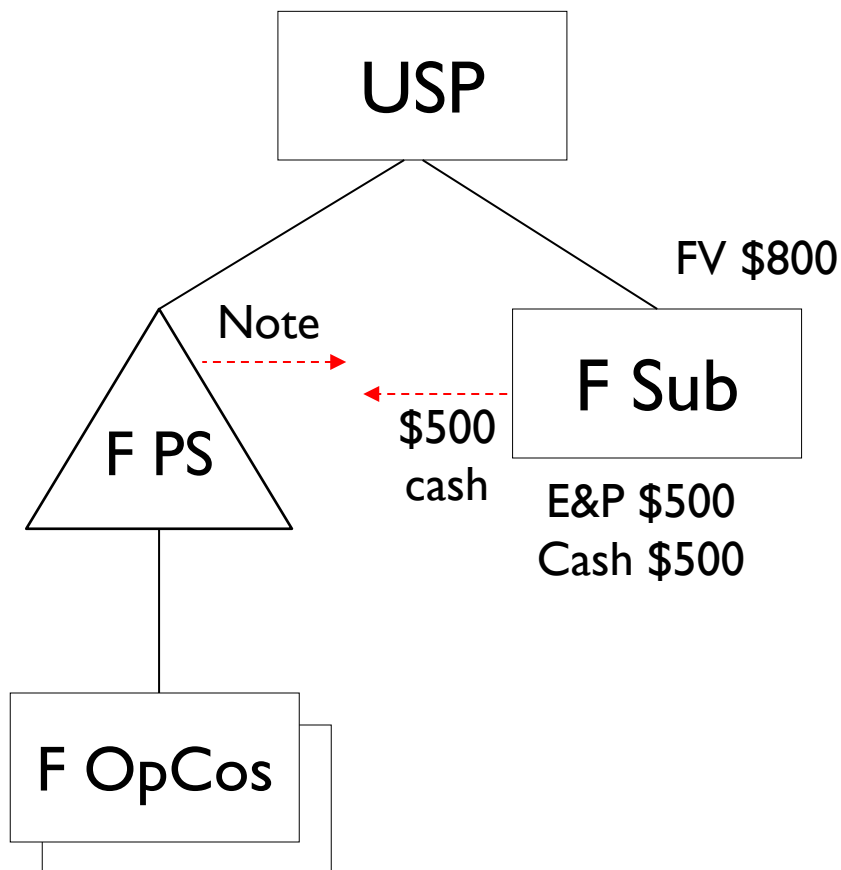 USP
FV $800
Note
F Sub
$500
cash
F PS
E&P $500
Cash $500
F OpCos